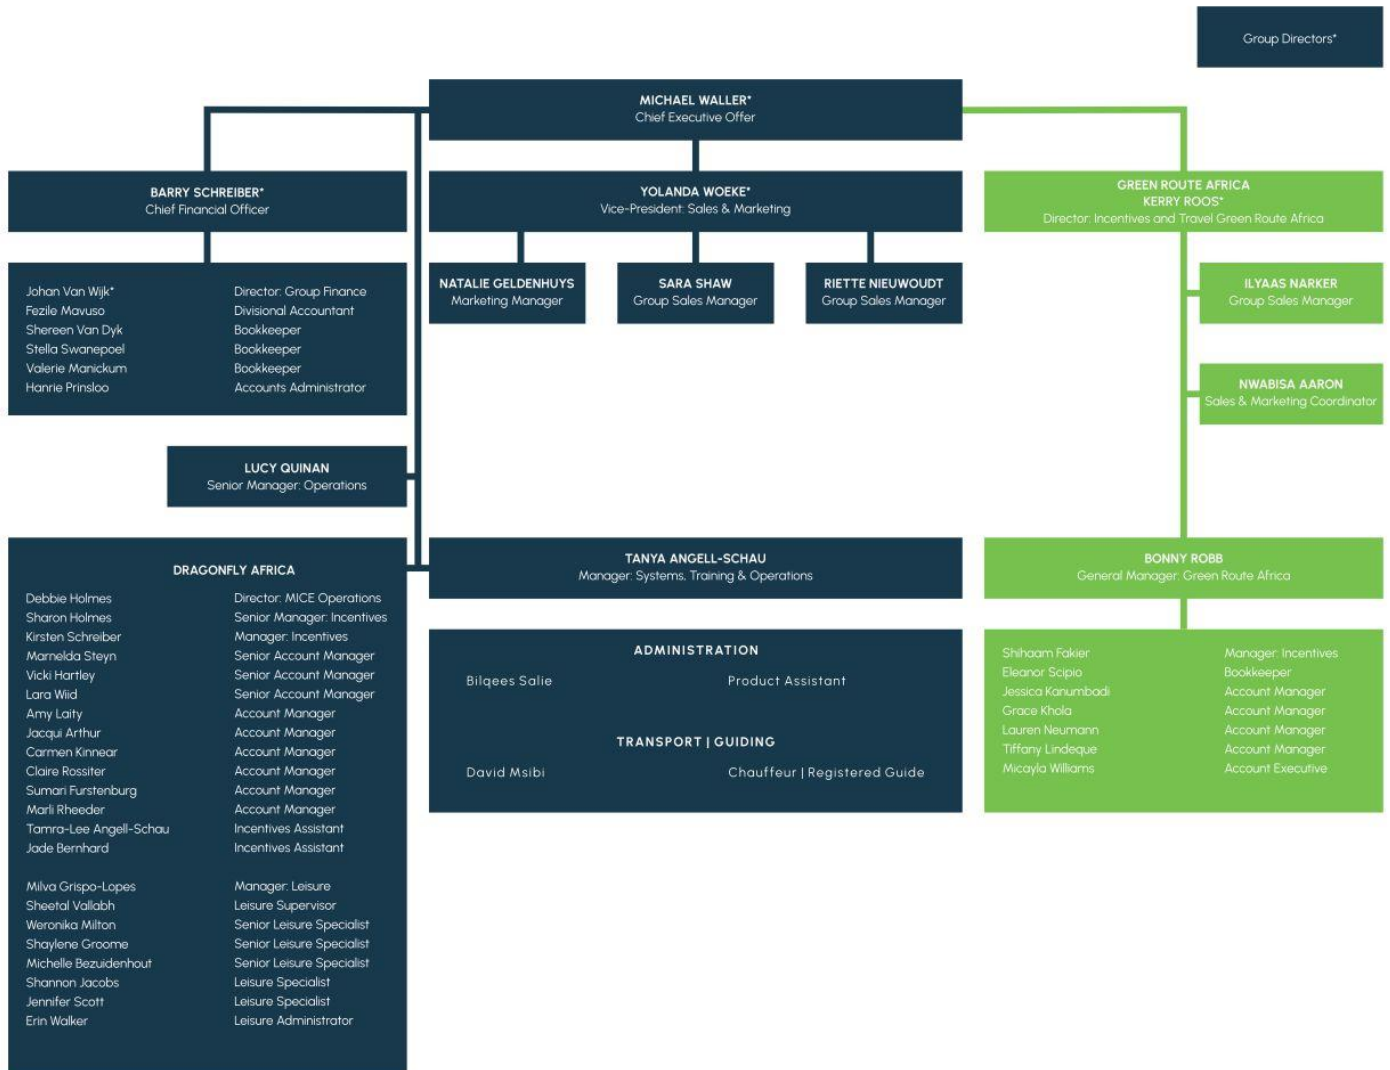 Group Directors*
MICHAEL WALLER*
Chief Executive Offer
BARRY SCHREIBER*
Chief Financial Officer
YOLANDA WOEKE*
Vice-President: Sales & Marketing
GREEN ROUTE AFRICA
KERRY ROOS*
Director: Incentives and Travel Green Route Africa
Johan Van Wijk* Director: Group Finance
Fezile Mavuso Divisional Accountant
Shereen Van Dyk Bookkeeper
Stella Swanepoel Bookkeeper
Valerie Manickum Bookkeeper
Hanrie Prinsloo Accounts Administrator
NATALIE GELDENHUYS
Marketing Manager
SARA SHAW
Group Sales Manager
RIETTE NIEUWOUDT
Group Sales Manager
ILYAAS NARKER
Group Sales Manager
NWABISA AARON
Sales & Marketing Coordinator
LUCY QUINAN
Senior Manager: Operations
DRAGONFLY AFRICA
Debbie Holmes Director: MICE Operations
Sharon Holmes Senior Manager: Incentives
Kirsten Schreiber Manager: Incentives
Marnelda Steyn Senior Account Manager
Vicki Hartley Senior Account Manager
Lara Wiid Senior Account Manager
Amy Laity Account Manager
Jacqui Arthur Account Manager
Carmen Kinnear Account Manager
Claire Rossiter Account Manager
Sumari Furstenburg Account Manager
Marli Rheeder Account Manager
Tamra-Lee Angell-Schau Incentives Assistant
Jade Bernhard Incentives Assistant
Milva Grispo-Lopes Manager: Leisure
Sheetal Vallabh Leisure Supervisor
Weronika Milton Senior Leisure Specialist
Shaylene Groome Senior Leisure Specialist
Michelle Bezuidenhout Senior Leisure Specialist
Shannon Jacobs Leisure Specialist
Jennifer Scott Leisure Specialist
Erin Walker Leisure Administrator
TANYA ANGELL-SCHAU
Manager: Systems, Training & Operations
ADMINISTRATION
Bilqees Salie Product Assistant
TRANSPORT | GUIDING
David Msibi Chauffeur | Registered Guide
BONNY ROBB
General Manager: Green Route Africa
Shihaam Fakier Manager: Incentives
Eleanor Scipio Bookkeeper
Jessica Kanumbadi Account Manager
Grace Khola Account Manager
Lauren Neumann Account Manager
Tiffany Lindeque Account Manager
Micayla Williams Account Executive